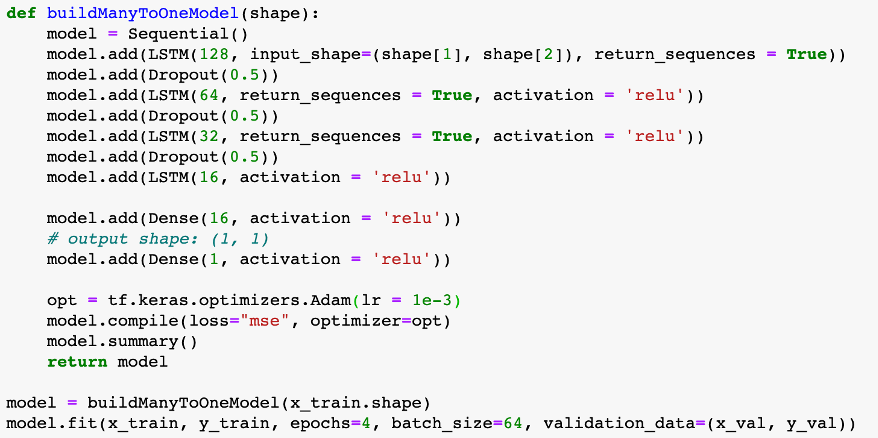 def buildManyToOneModel(shape):
    model = Sequential()
    model.add(LSTM(128, input_shape=(shape[1], shape[2]), return_sequences = True))
    model.add(Dropout(0.5))
    model.add(LSTM(64, return_sequences = True, activation = 'relu'))
    model.add(Dropout(0.5))
    model.add(LSTM(32, return_sequences = True, activation = 'relu'))
    model.add(Dropout(0.5))
    model.add(LSTM(16, activation = 'relu'))

    model.add(Dense(16, activation = 'relu'))
    # output shape: (1, 1)
    model.add(Dense(1, activation = 'relu'))

    opt = tf.keras.optimizers.Adam(lr = 1e-3)
    model.compile(loss="mse", optimizer=opt)
    model.summary()
    return model

model = buildManyToOneModel(x_train.shape)
model.fit(x_train, y_train, epochs=4, batch_size=64, validation_data=(x_val, y_val))